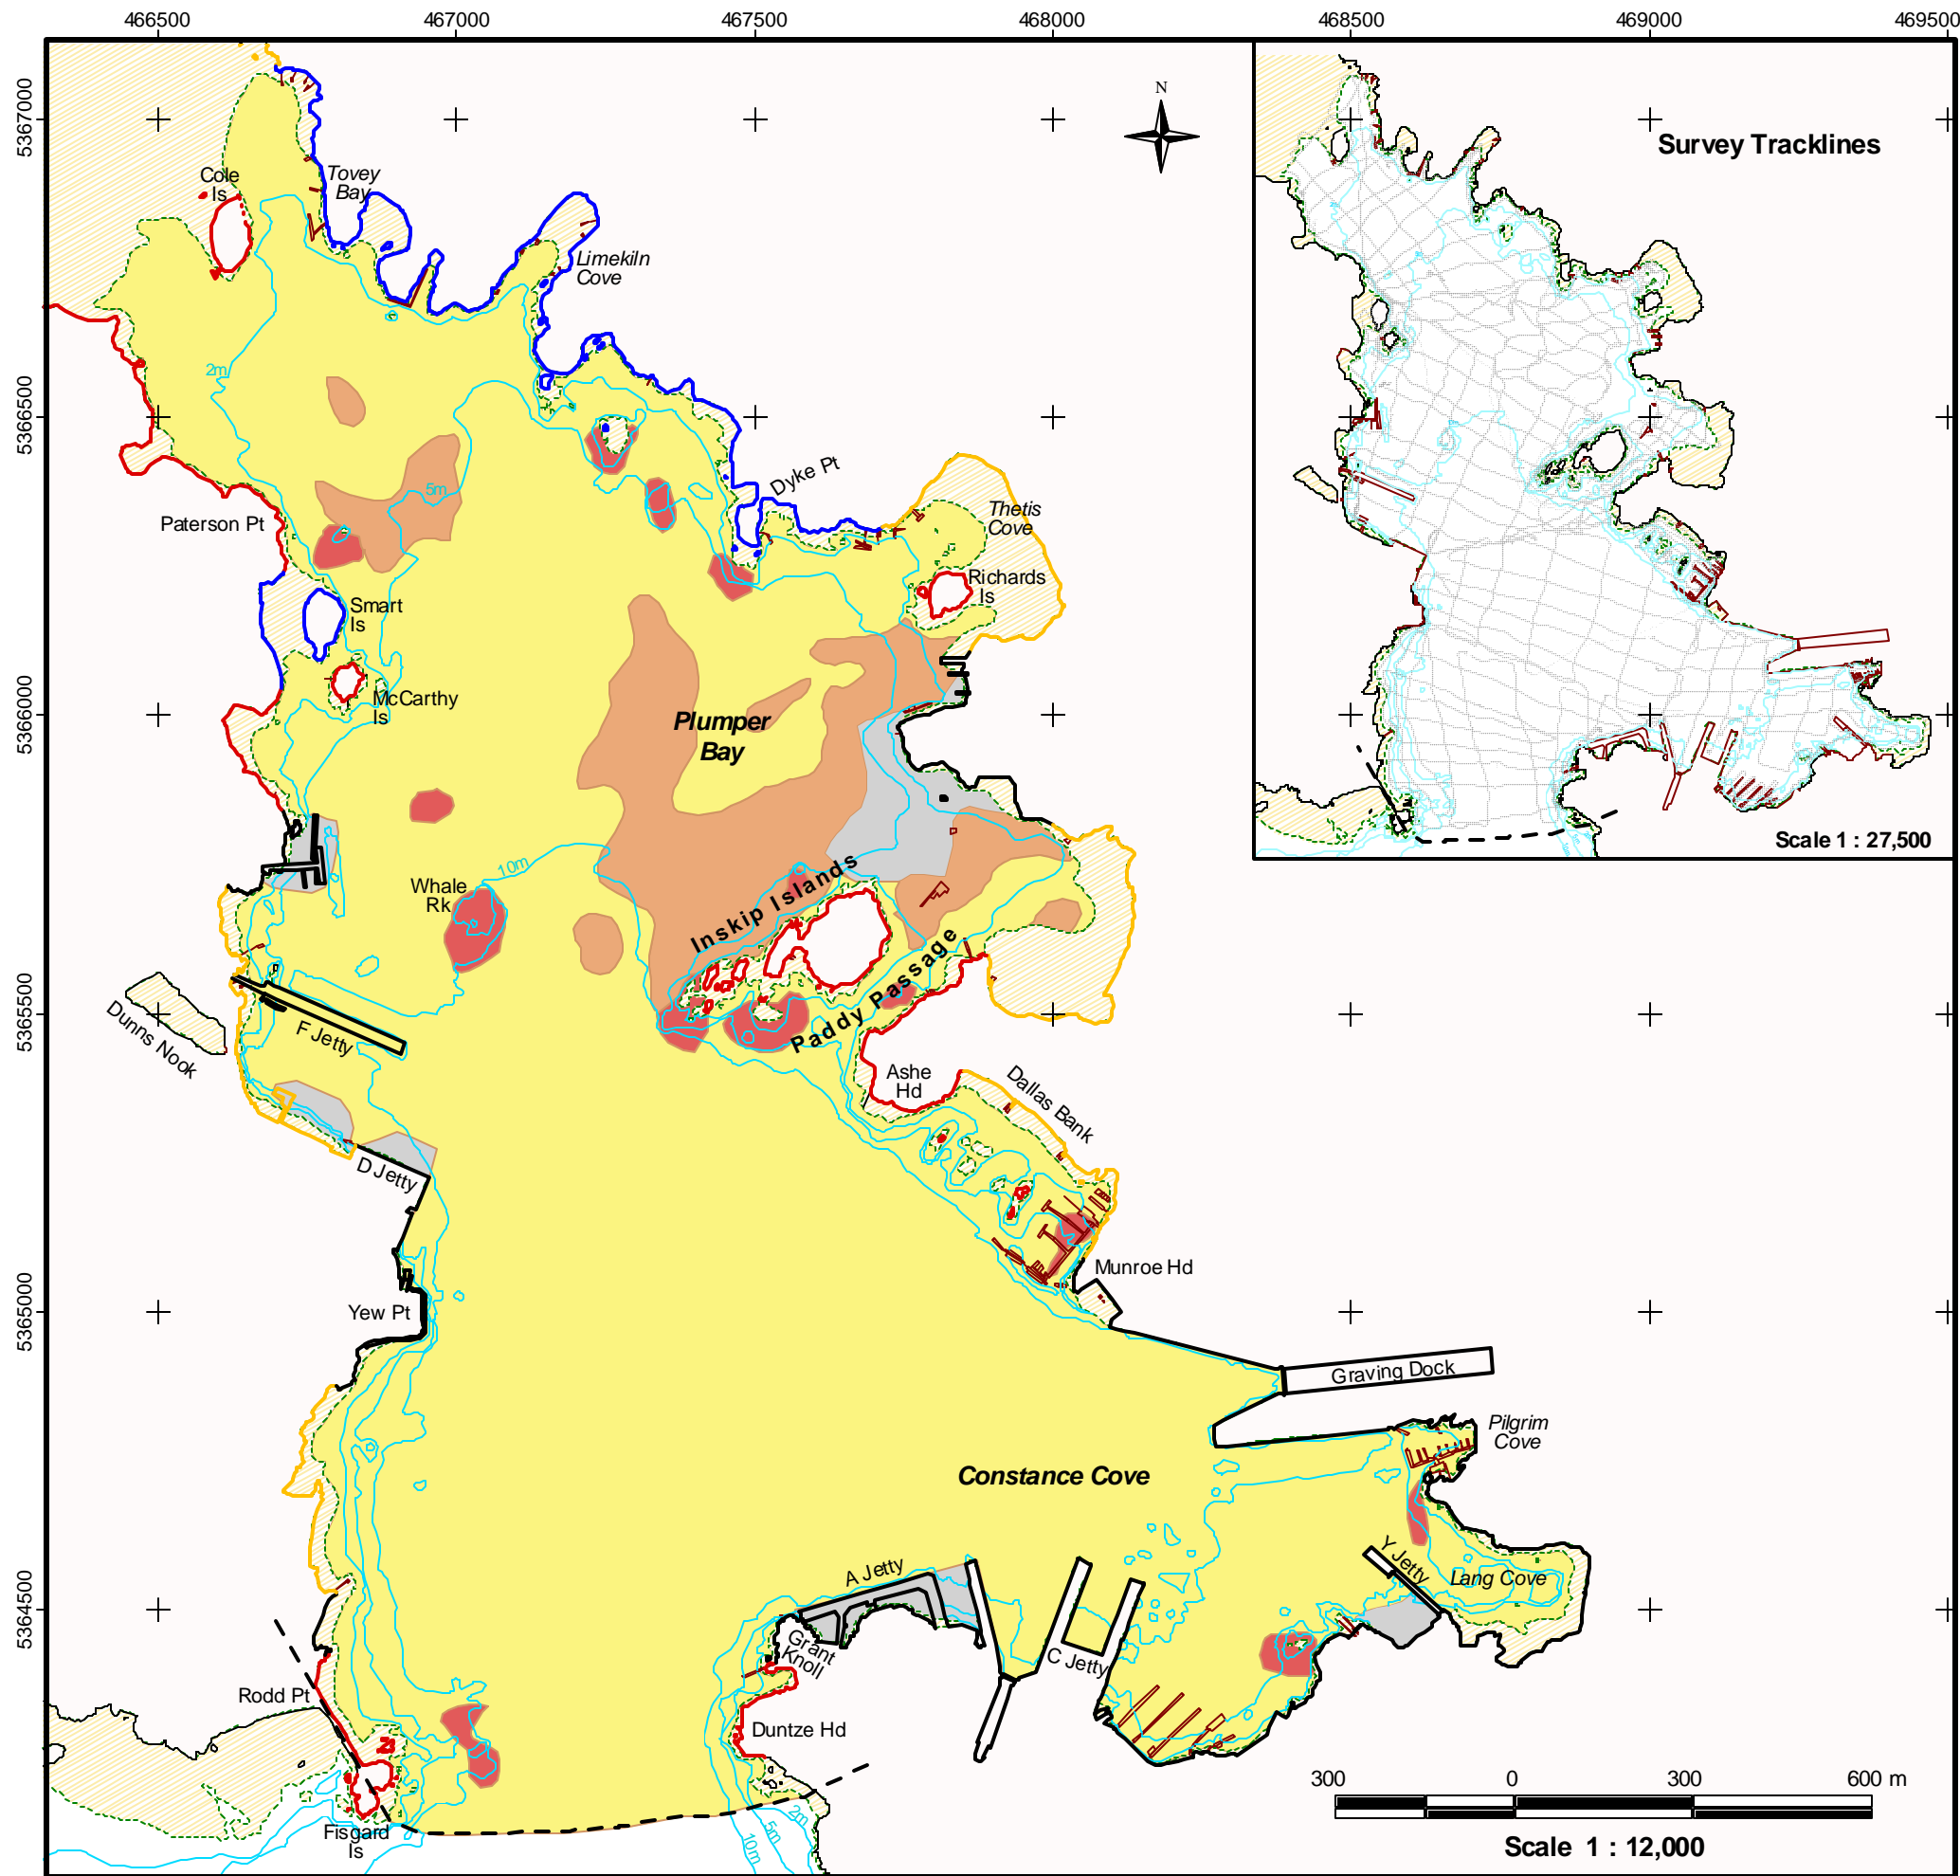 466500 467000 467500 468000 468500 469000 469500
5367000
5366500
5366000
5365500
5365000
5364500
N
Survey Tracklines
Scale 1 : 27,500
Cole
Is
Tovey
Bay
Limekiln
Cove
2m
5m
Dyke Pt
Thetis
Cove
Paterson Pt
Richards
Is
Smart
Is
McCarthy
Is
Plumper
Bay
10m
Whale
Rk
Inskip Islands
Paddy Passage
Dunns Nook
F Jetty
Ashe
Hd
Dallas Bank
D Jetty
Munroe Hd
Yew Pt
Graving Dock
Pilgrim
Cove
Constance Cove
Y Jetty
A Jetty
Lang Cove
Grant
Knoll
C Jetty
Rodd Pt
Duntze Hd
Fisgard
Is
2m
5m
10m
300 0 300 600 m
Scale 1 : 12,000